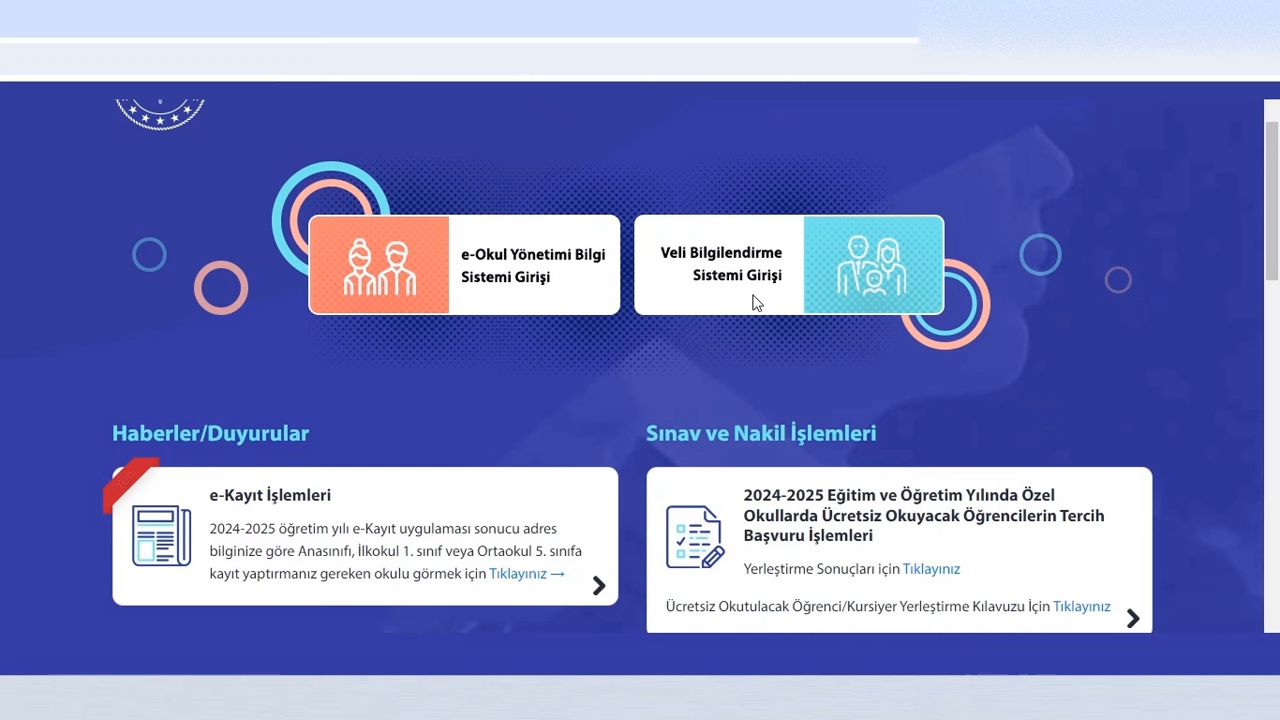 e-Okul Yönetimi Bilgi
Sistemi Girişi
Veli Bilgilendirme
Sistemi Girişi
Haberler/Duyurular
e-Kayıt İşlemleri
2024-2025 öğretim yılı e-Kayıt uygulaması sonucu adres
bilginize göre Anasınıfı, İlkokul 1. sınıf veya Ortaokul 5. sınıfa
kayıt yaptırmanız gereken okulu görmek için Tıklayınız →
Sınav ve Nakil İşlemleri
2024-2025 Eğitim ve Öğretim Yılında Özel
Okullarda Ücretsiz Okuyacak Öğrencilerin Tercih
Başvuru İşlemleri
Yerleştirme Sonuçları için Tıklayınız
Ücretsiz Okutulacak Öğrenci/Kursiyer Yerleştirme Kılavuzu İçin Tıklayınız